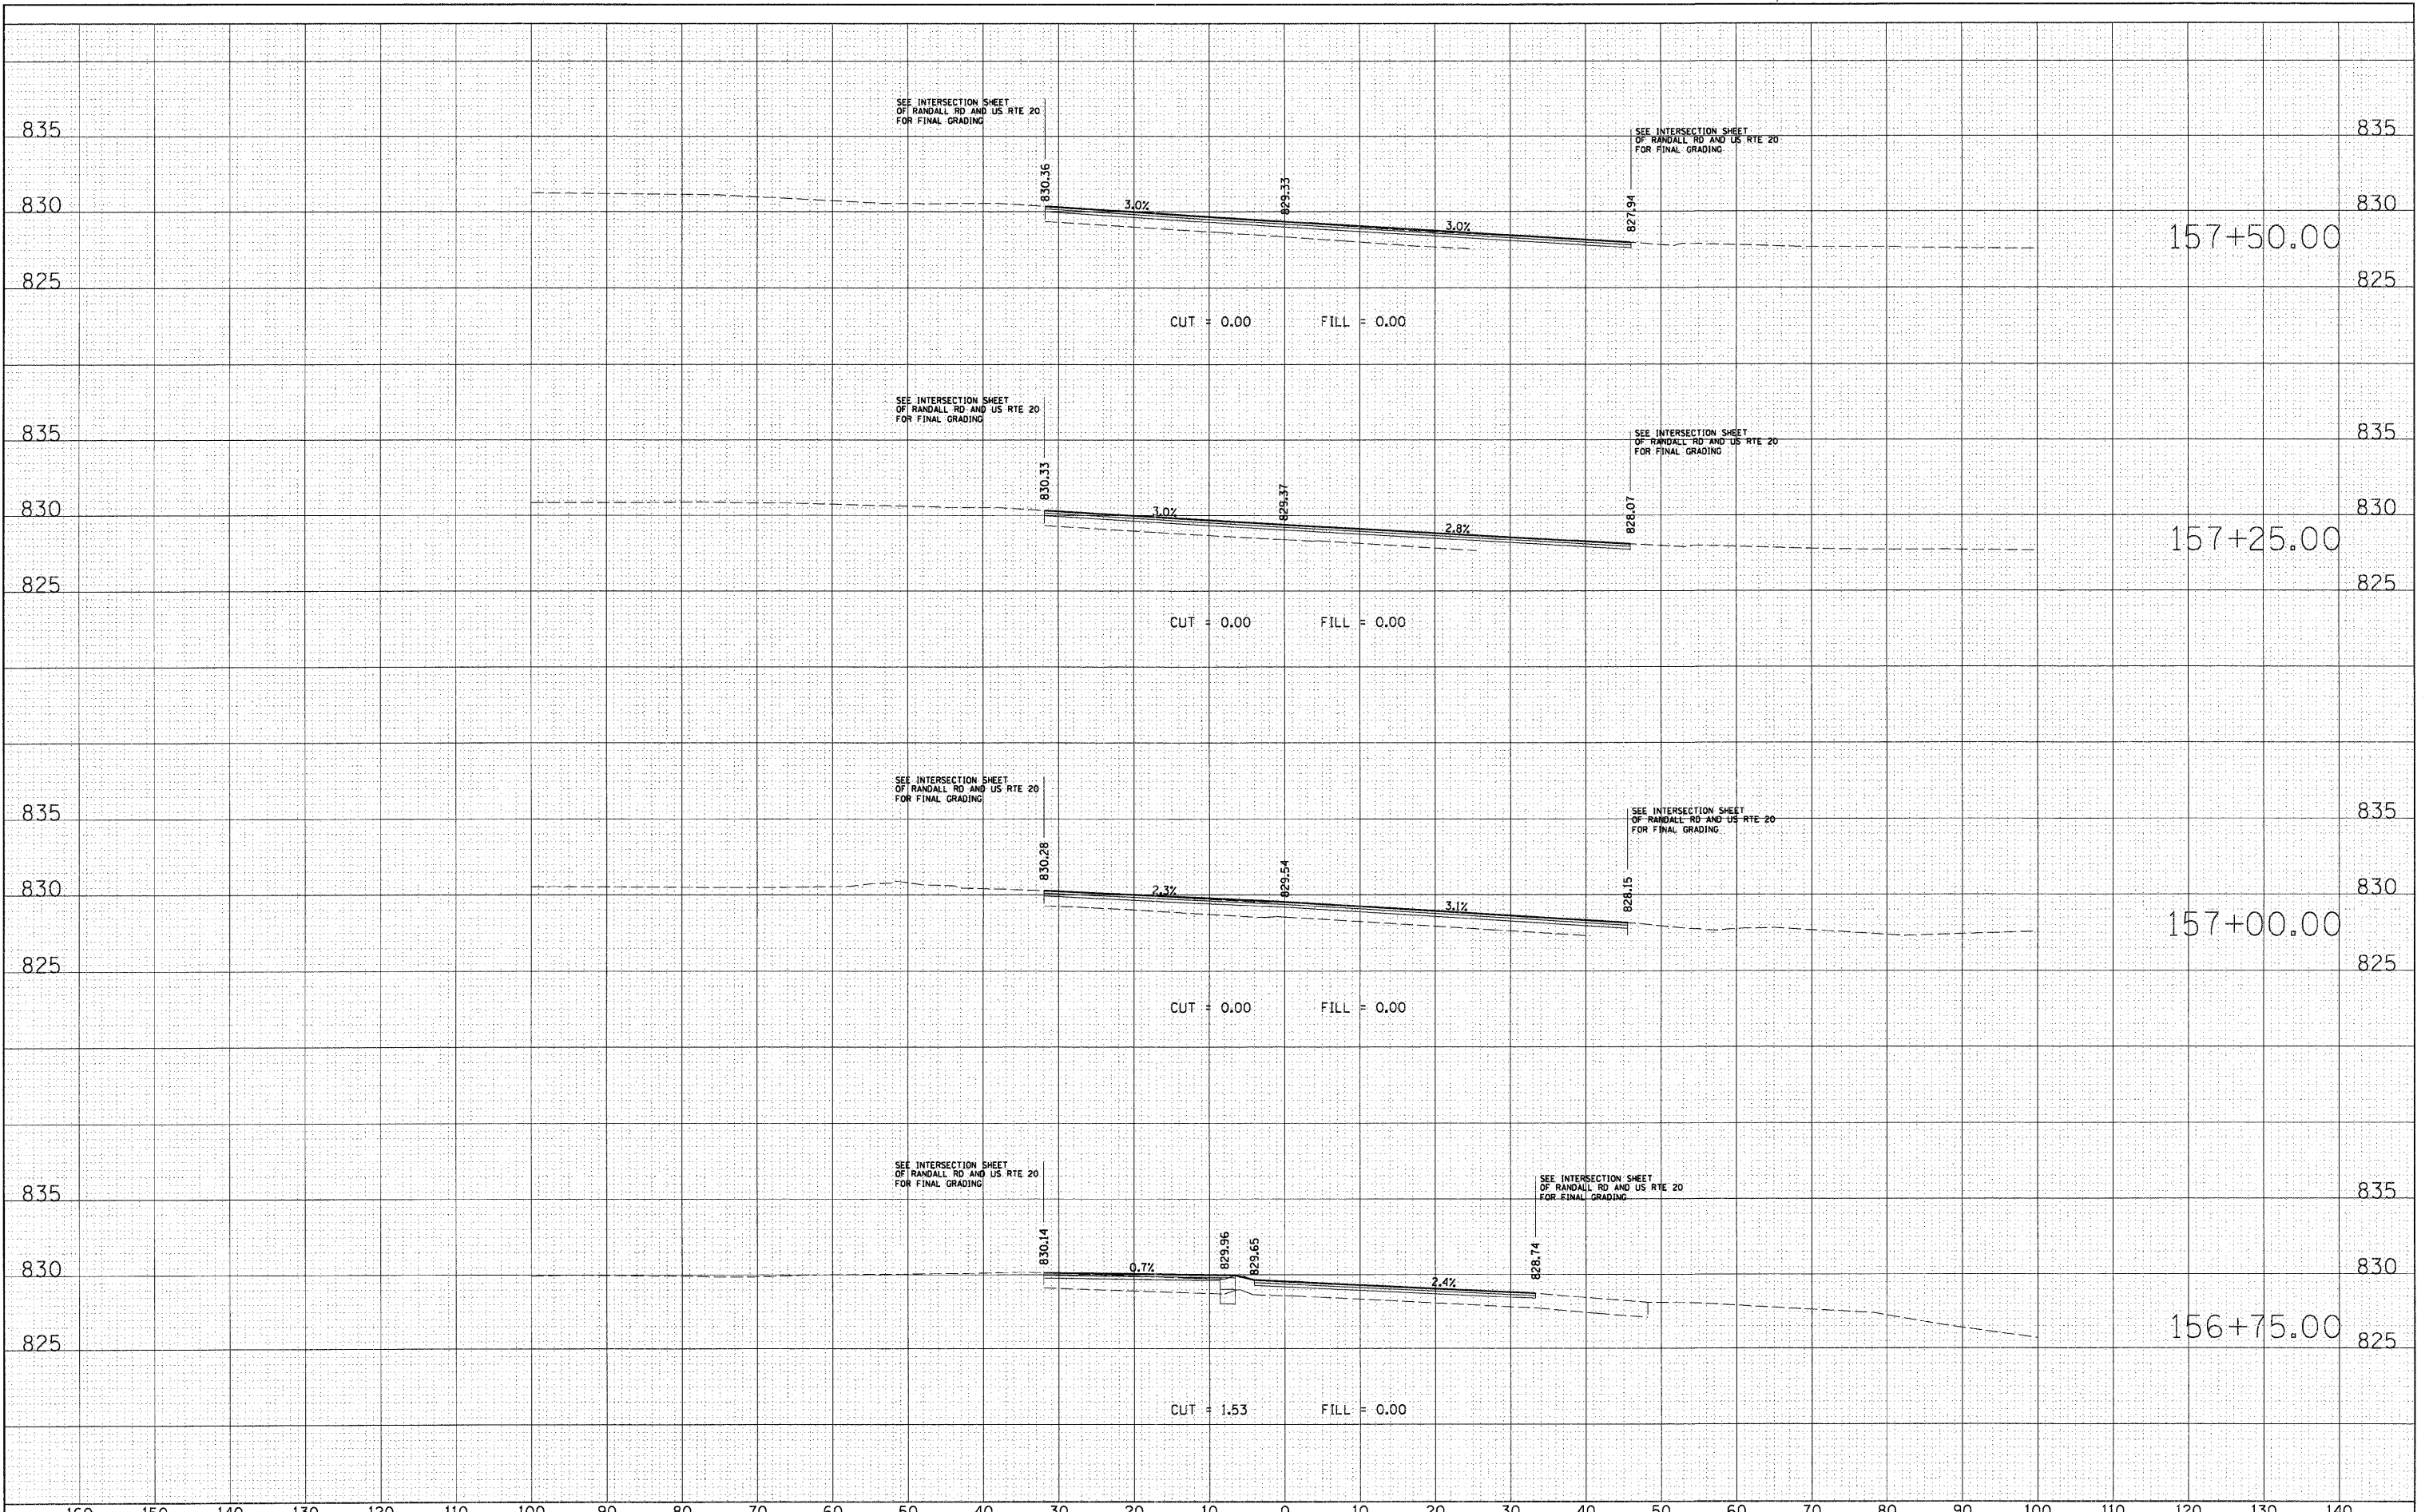 SEE INTERSECTION SHEET
OF RANDALL RD AND US RTE 20
FOR FINAL GRADING
SEE INTERSECTION SHEET
OF RANDALL RD AND US RTE 20
FOR FINAL GRADING
835
835
830.36
829.33
827.94
830
3.0%
3.0%
830
157+50.00
825
825
CUT = 0.00 FILL = 0.00
SEE INTERSECTION SHEET
OF RANDALL RD AND US RTE 20
FOR FINAL GRADING
SEE INTERSECTION SHEET
OF RANDALL RD AND US RTE 20
FOR FINAL GRADING
835
835
830.33
829.37
828.07
830
3.0%
2.8%
830
157+25.00
825
825
CUT = 0.00 FILL = 0.00
SEE INTERSECTION SHEET
OF RANDALL RD AND US RTE 20
FOR FINAL GRADING
SEE INTERSECTION SHEET
OF RANDALL RD AND US RTE 20
FOR FINAL GRADING
835
835
830.28
829.54
828.15
830
2.3%
3.1%
830
157+00.00
825
825
CUT = 0.00 FILL = 0.00
SEE INTERSECTION SHEET
OF RANDALL RD AND US RTE 20
FOR FINAL GRADING
SEE INTERSECTION SHEET
OF RANDALL RD AND US RTE 20
FOR FINAL GRADING
835
835
830.14
829.96
829.65
828.74
830
0.7%
2.4%
830
156+75.00
825
825
CUT = 1.53 FILL = 0.00
160 150 140 130 120 110 100 90 80 70 60 50 40 30 20 10 0 10 20 30 40 50 60 70 80 90 100 110 120 130 140